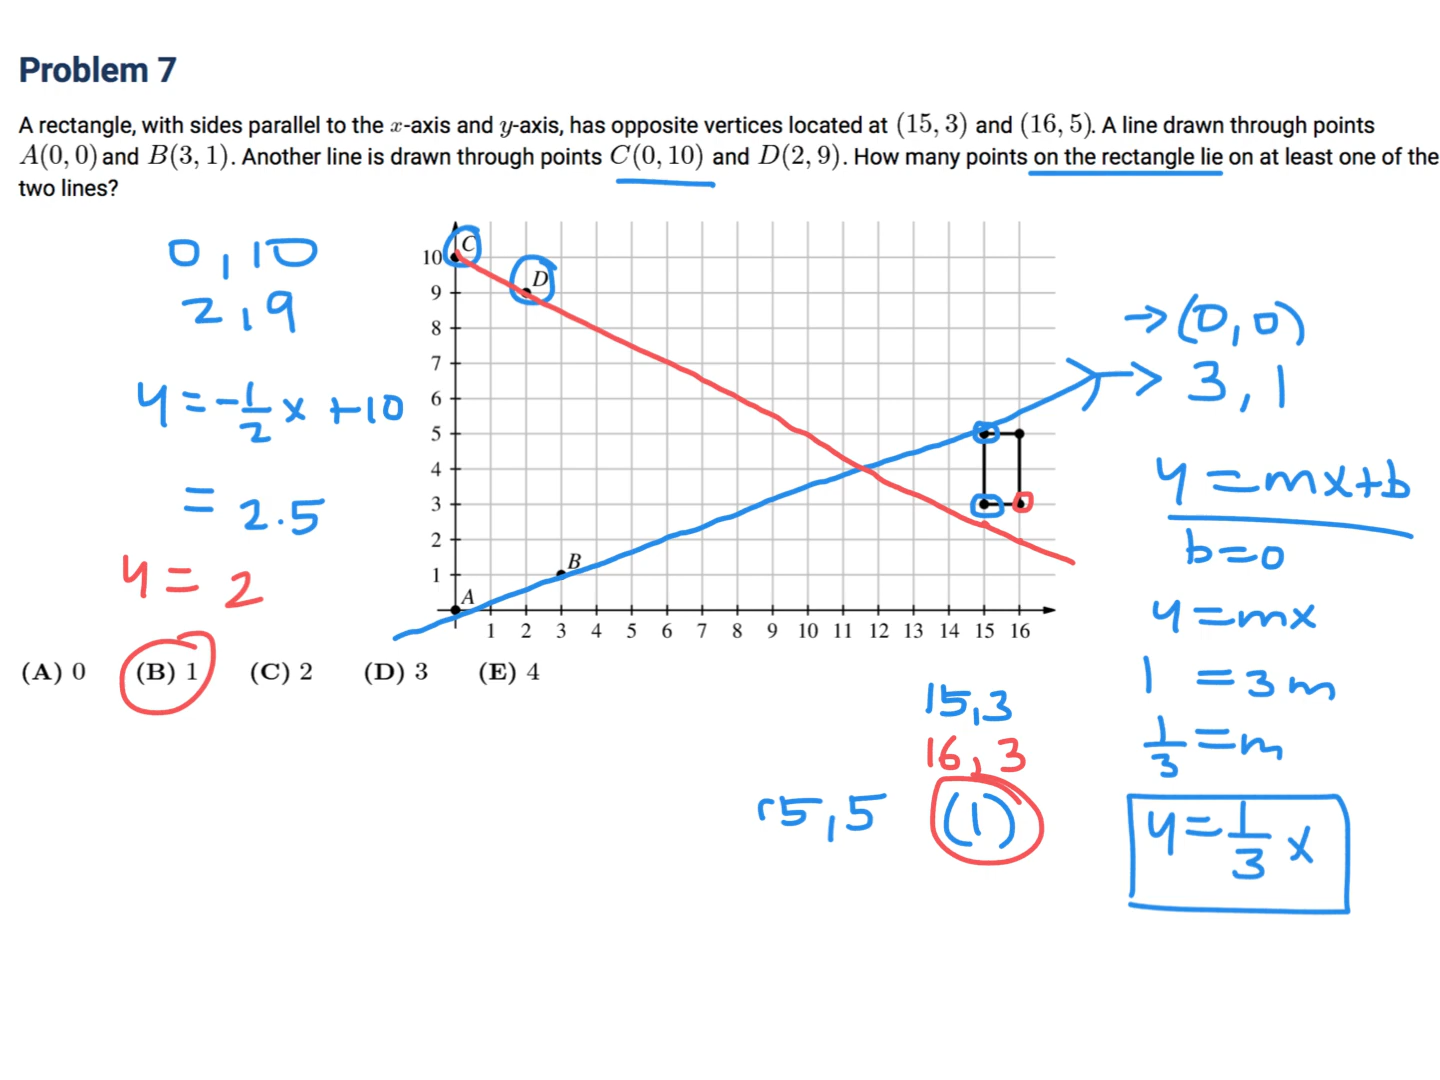 Problem 7
A rectangle, with sides parallel to the x-axis and y-axis, has opposite vertices located at (15, 3) and (16, 5). A line drawn through points
A(0, 0) and B(3, 1). Another line is drawn through points C(0, 10) and D(2, 9). How many points on the rectangle lie on at least one of the
two lines?
0, 10
2, 9
y = -1/2 x + 10
= 2.5
y = 2
C
D
B
A
10
9
8
7
6
5
4
3
2
1
1 2 3 4 5 6 7 8 9 10 11 12 13 14 15 16
→ (0, 0)
→ 3, 1
y = mx + b
b = 0
y = mx
1 = 3m
1/3 = m
y = 1/3 x
(A) 0 (B) 1 (C) 2 (D) 3 (E) 4
15, 3
16, 3
15, 5 (1)